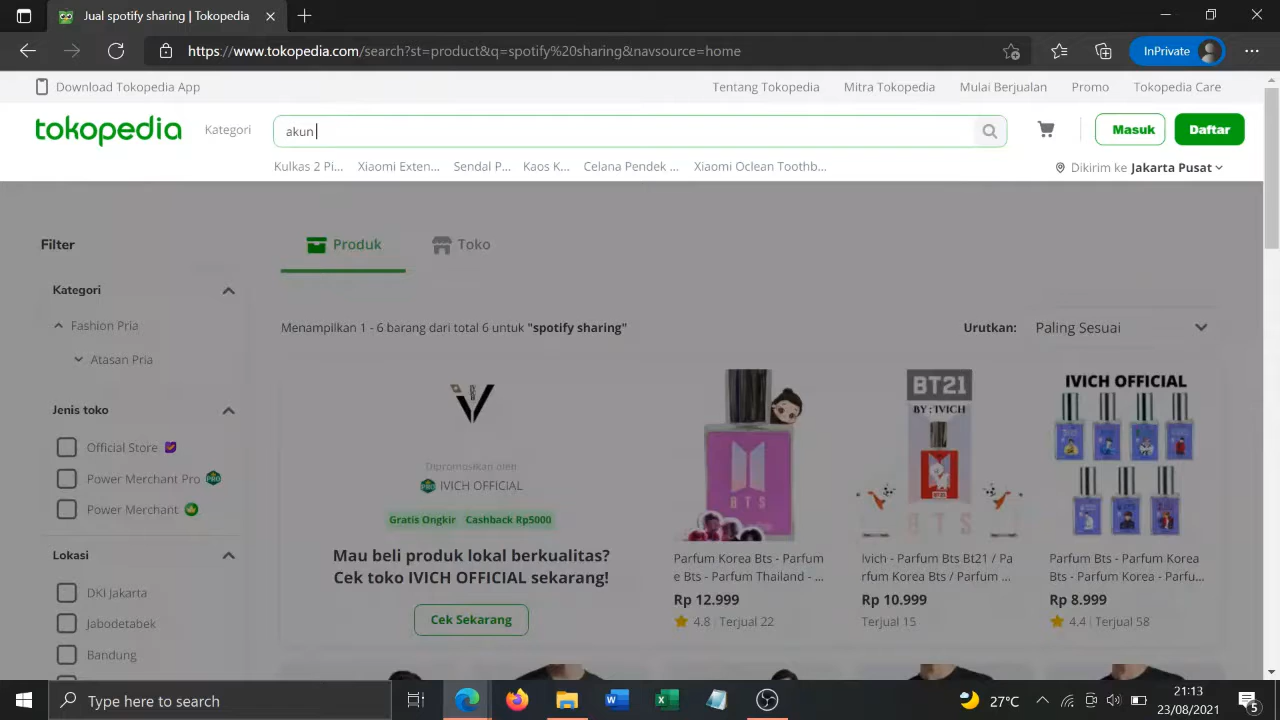 Jual spotify sharing | Tokopedia
https://www.tokopedia.com/search?st=product&q=spotify%20sharing&navsource=home
InPrivate
Download Tokopedia App
Tentang Tokopedia
Mitra Tokopedia
Mulai Berjualan
Promo
Tokopedia Care
tokopedia
Kategori
akun
Masuk
Daftar
Kulkas 2 Pi...
Xiaomi Exten...
Sendal P...
Kaos K...
Celana Pendek ...
Xiaomi Oclean Toothb...
Dikirim ke Jakarta Pusat
Filter
Produk
Toko
Kategori
Fashion Pria
Atasan Pria
Menampilkan 1 - 6 barang dari total 6 untuk "spotify sharing"
Urutkan:
Paling Sesuai
Jenis toko
Official Store
Power Merchant Pro
Power Merchant
Lokasi
DKI Jakarta
Jabodetabek
Bandung
Dipromosikan oleh
PRO IVICH OFFICIAL
Gratis Ongkir
Cashback Rp5000
Mau beli produk lokal berkualitas?
Cek toko IVICH OFFICIAL sekarang!
Cek Sekarang
BTS
Parfum Korea Bts - Parfum
e Bts - Parfum Thailand - ...
Rp 12.999
4.8
Terjual 22
BT21
BY : IVICH
BTS
Ivich - Parfum Bts Bt21 / Pa
rfum Korea Bts / Parfum ...
Rp 10.999
Terjual 15
IVICH OFFICIAL
Parfum Bts - Parfum Korea
Bts - Parfum Korea - Parfu...
Rp 8.999
4.4
Terjual 58
Type here to search
27°C
21:13
23/08/2021
5